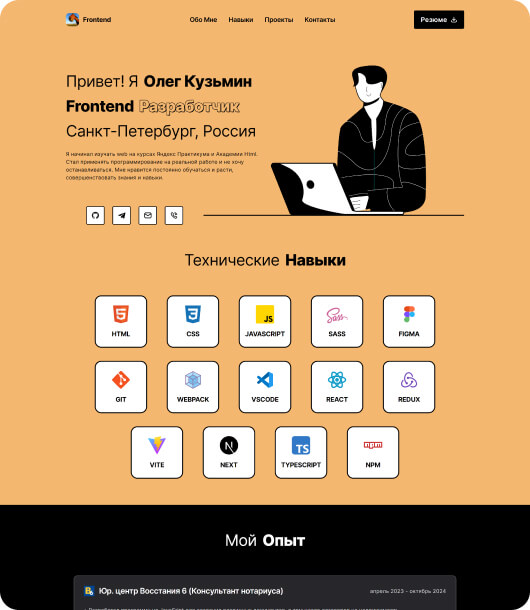 Frontend
Обо Мне Навыки Проекты Контакты
Резюме
Привет! Я Олег Кузьмин
Frontend Разработчик
Санкт-Петербург, Россия
Я начинал изучать web на курсах Яндекс Практикума и Академии Html.
Стал применять программирование на реальной работе и не хочу
останавливаться. Мне нравится постоянно обучаться и расти,
совершенствовать знания и навыки.
Технические Навыки
HTML CSS JS JAVASCRIPT Sass SASS FIGMA
GIT WEBPACK VSCODE REACT REDUX
VITE NEXT TS TYPESCRIPT npm NPM
Мой Опыт
Юр. центр Восстания 6 (Консультант нотариуса)
апрель 2023 - октябрь 2024